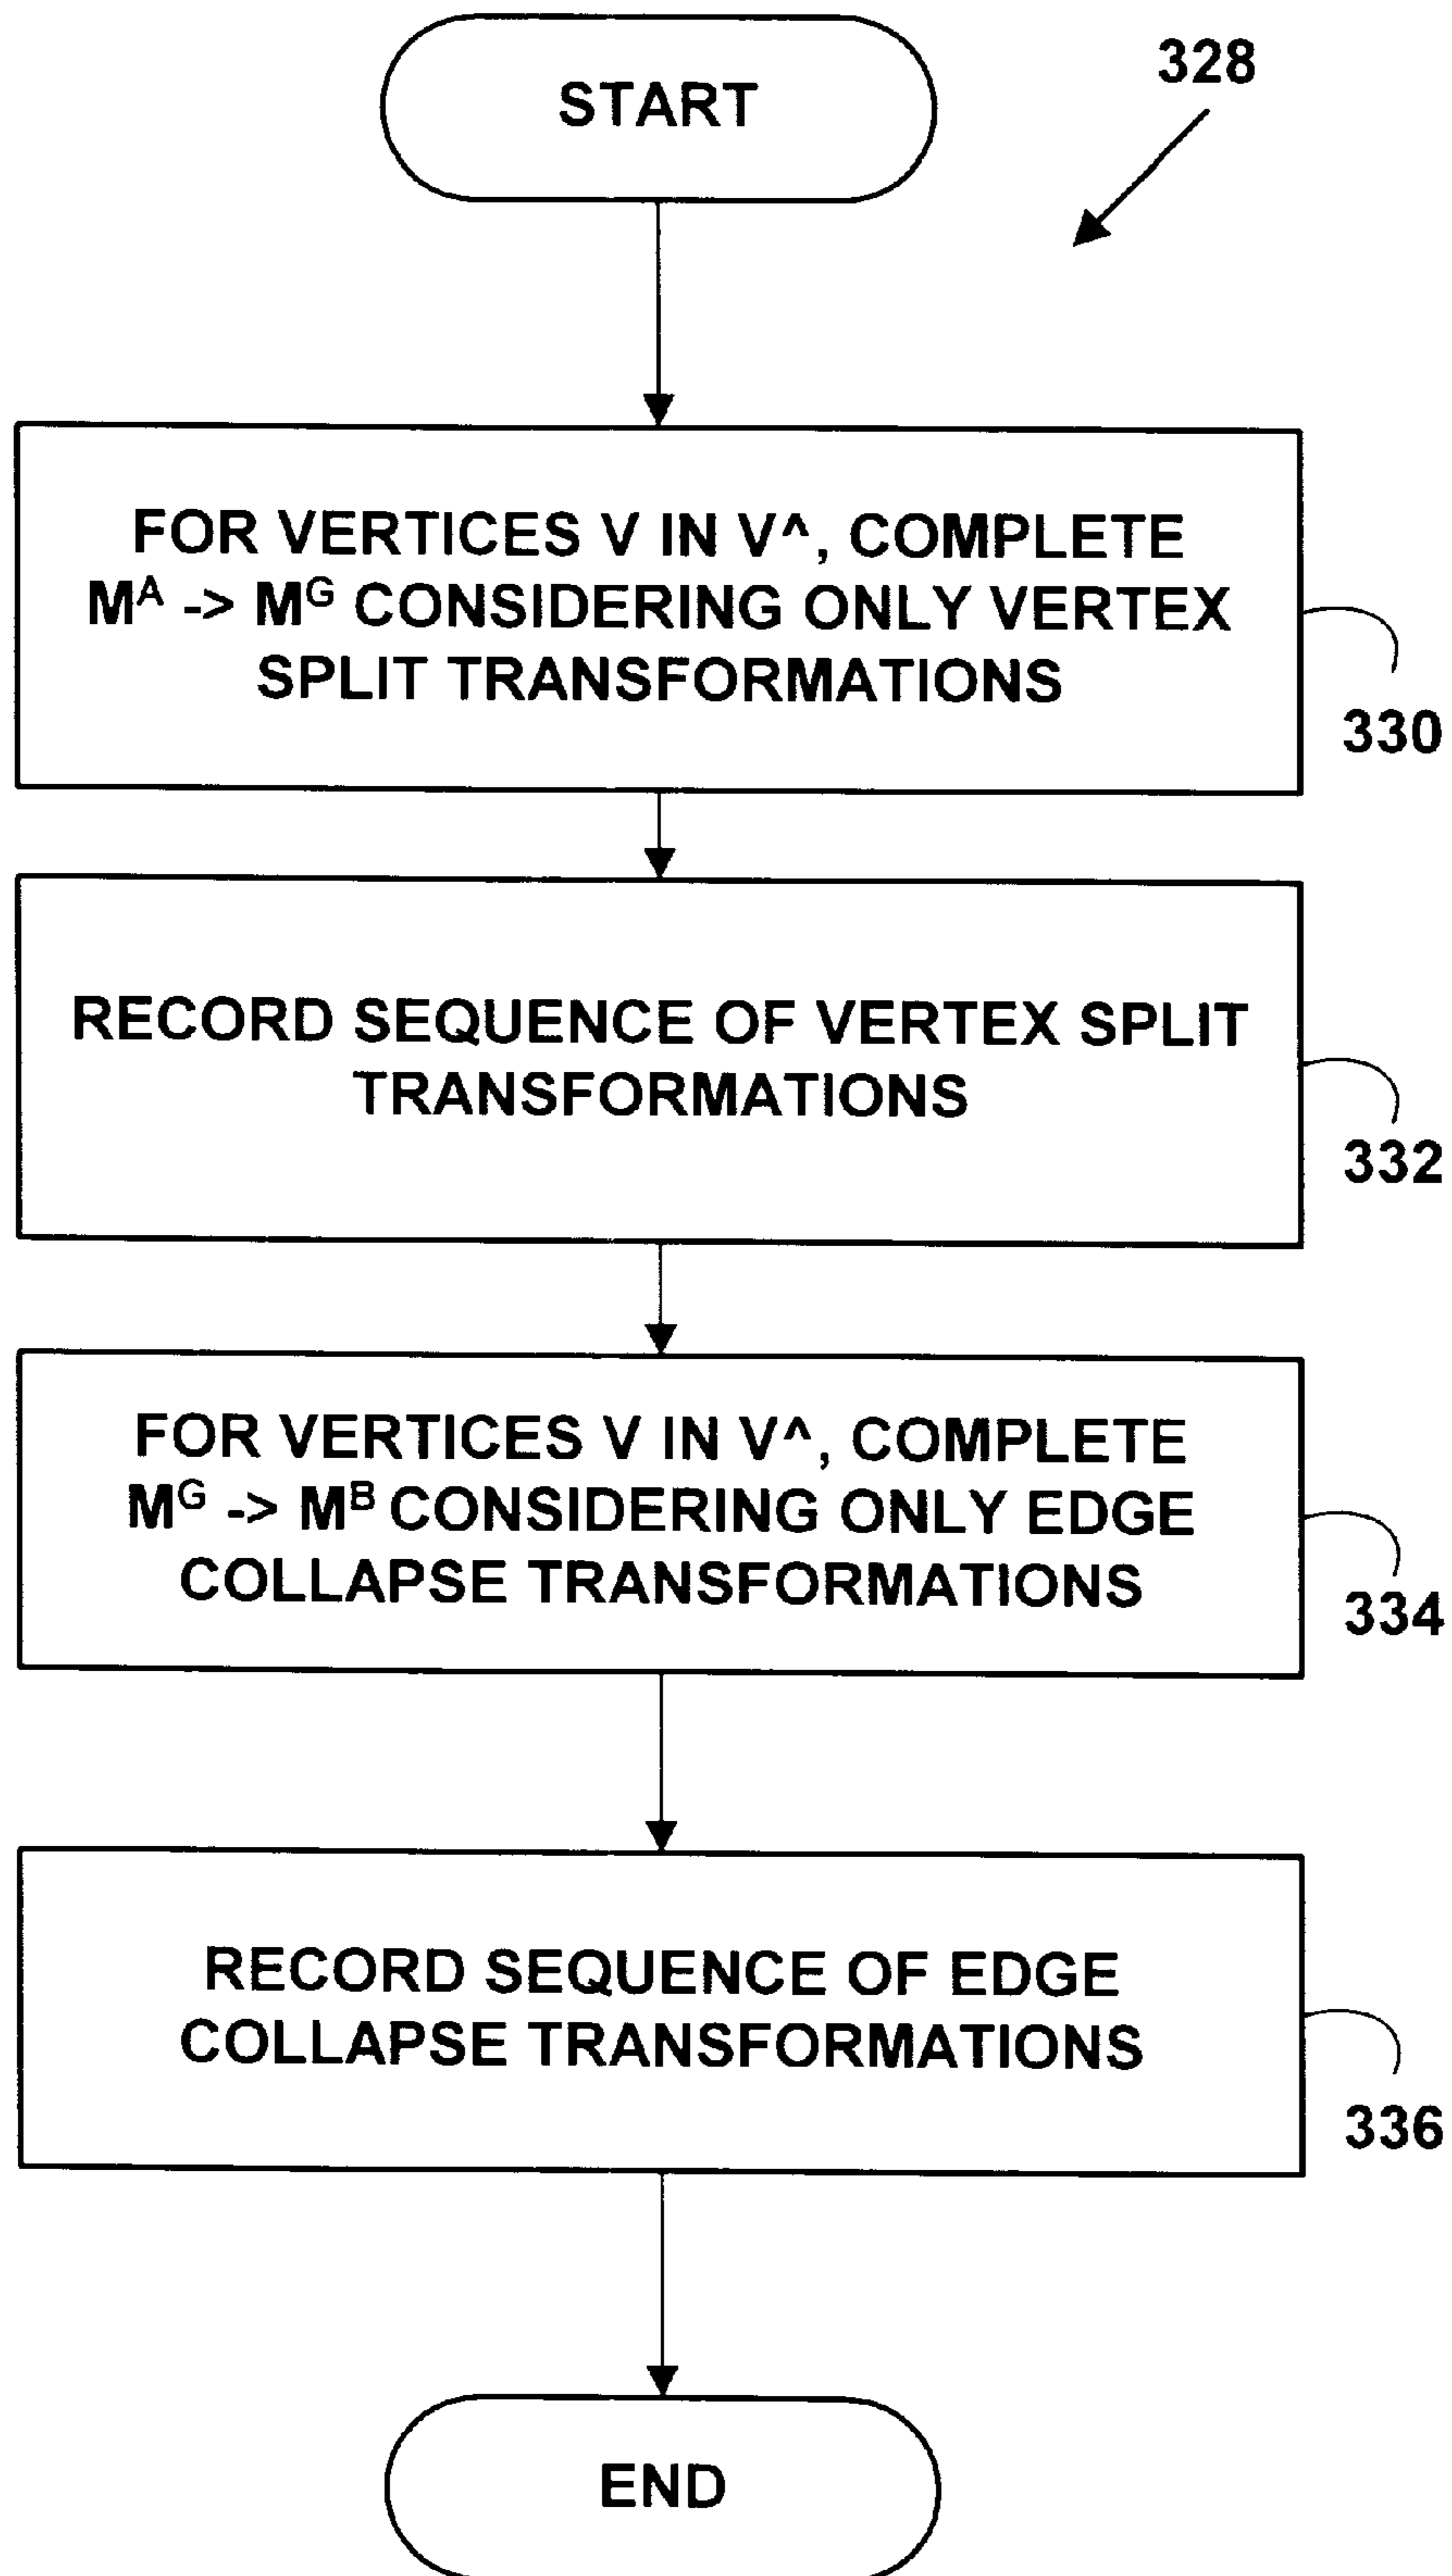 START
328
FOR VERTICES V IN V^, COMPLETE
Mᴬ -> Mᴳ CONSIDERING ONLY VERTEX
SPLIT TRANSFORMATIONS
330
RECORD SEQUENCE OF VERTEX SPLIT
TRANSFORMATIONS
332
FOR VERTICES V IN V^, COMPLETE
Mᴳ -> Mᴮ CONSIDERING ONLY EDGE
COLLAPSE TRANSFORMATIONS
334
RECORD SEQUENCE OF EDGE
COLLAPSE TRANSFORMATIONS
336
END